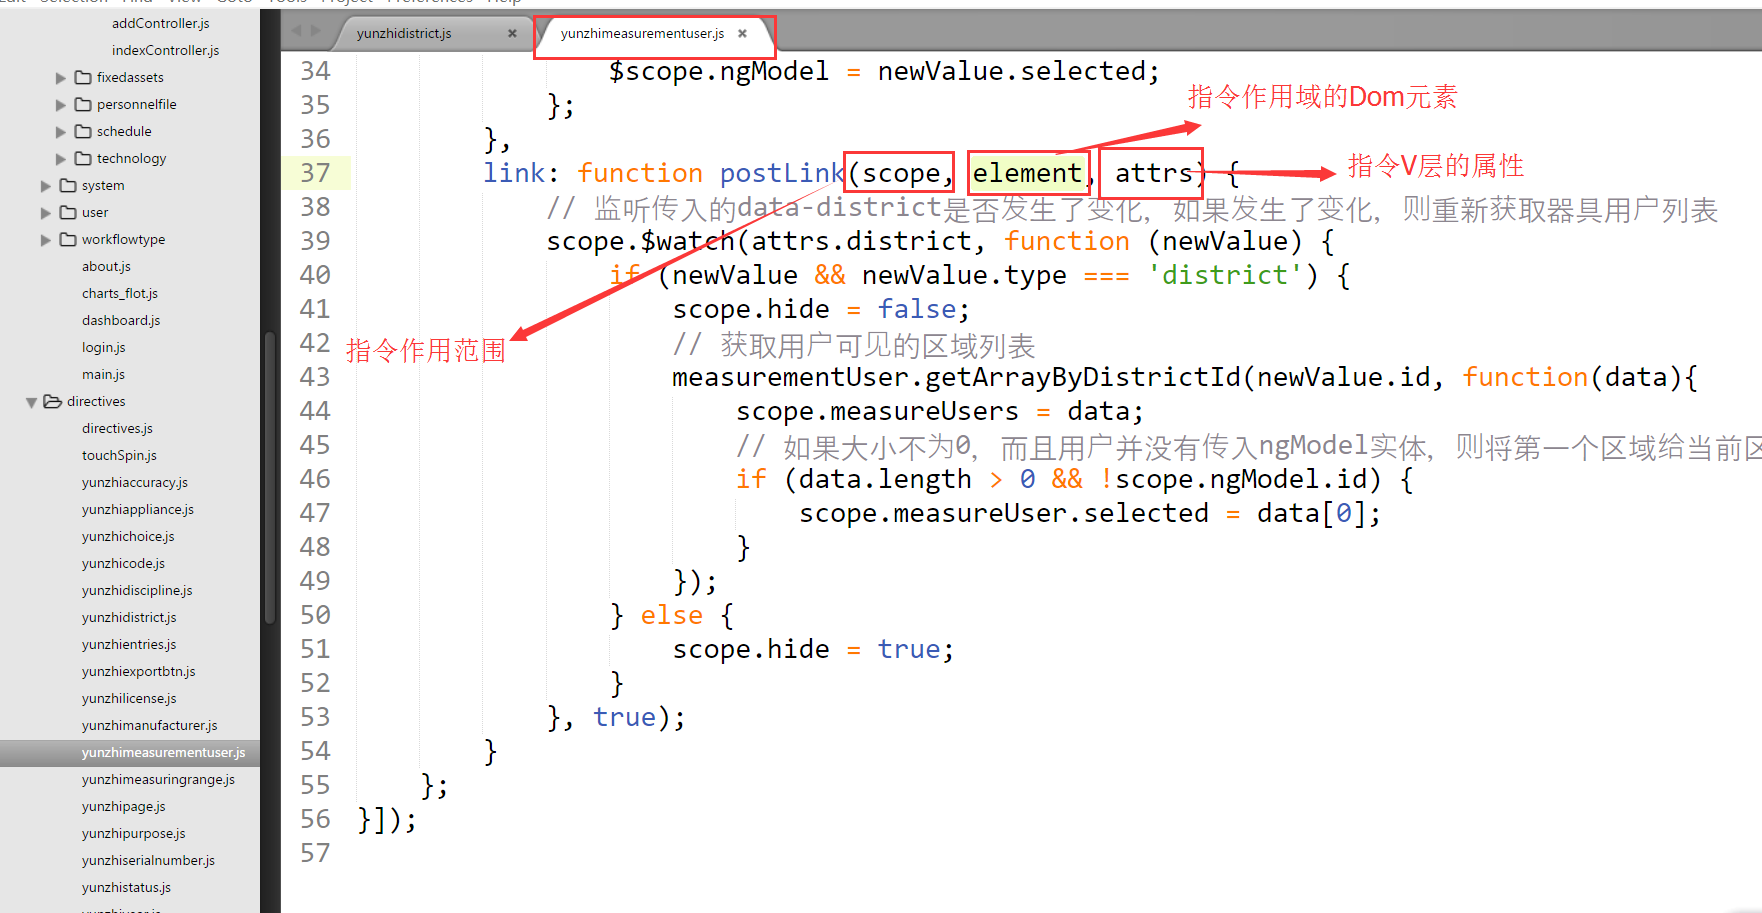 Edit Selection Find View Goto Tools Project Preferences Help
addController.js
indexController.js
fixedassets
personnelfile
schedule
technology
system
user
workflowtype
about.js
charts_flot.js
dashboard.js
login.js
main.js
directives
directives.js
touchSpin.js
yunzhiaccuracy.js
yunzhiappliance.js
yunzhichoice.js
yunzhicode.js
yunzhidiscipline.js
yunzhidistrict.js
yunzhientries.js
yunzhiexportbtn.js
yunzhilicense.js
yunzhimanufacturer.js
yunzhimeasurementuser.js
yunzhimeasuringrange.js
yunzhipage.js
yunzhipurpose.js
yunzhiserialnumber.js
yunzhistatus.js
yunzhidistrict.js ×
yunzhimeasurementuser.js ×
34 $scope.ngModel = newValue.selected;
35 };
36 },
37 link: function postLink(scope, element, attrs) {
38 // 监听传入的data-district是否发生了变化, 如果发生了变化, 则重新获取器具用户列表
39 scope.$watch(attrs.district, function (newValue) {
40 if (newValue && newValue.type === 'district') {
41 scope.hide = false;
42 // 获取用户可见的区域列表
43 measurementUser.getArrayByDistrictId(newValue.id, function(data){
44 scope.measureUsers = data;
45 // 如果大小不为0, 而且用户并没有传入ngModel实体, 则将第一个区域给当前区
46 if (data.length > 0 && !scope.ngModel.id) {
47 scope.measureUser.selected = data[0];
48 }
49 });
50 } else {
51 scope.hide = true;
52 }
53 }, true);
54 }
55 };
56 }]);
57
指令作用域的Dom元素
指令V层的属性
指令作用范围